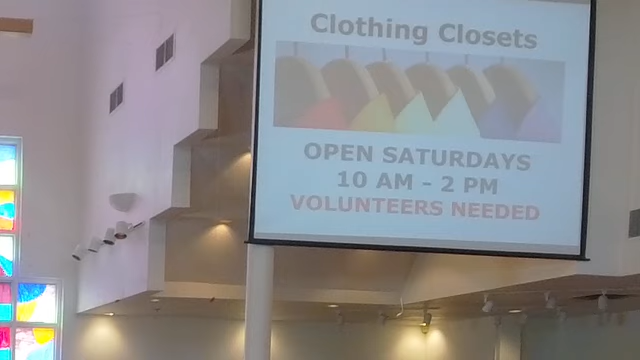 Clothing Closets
OPEN SATURDAYS
10 AM - 2 PM
VOLUNTEERS NEEDED